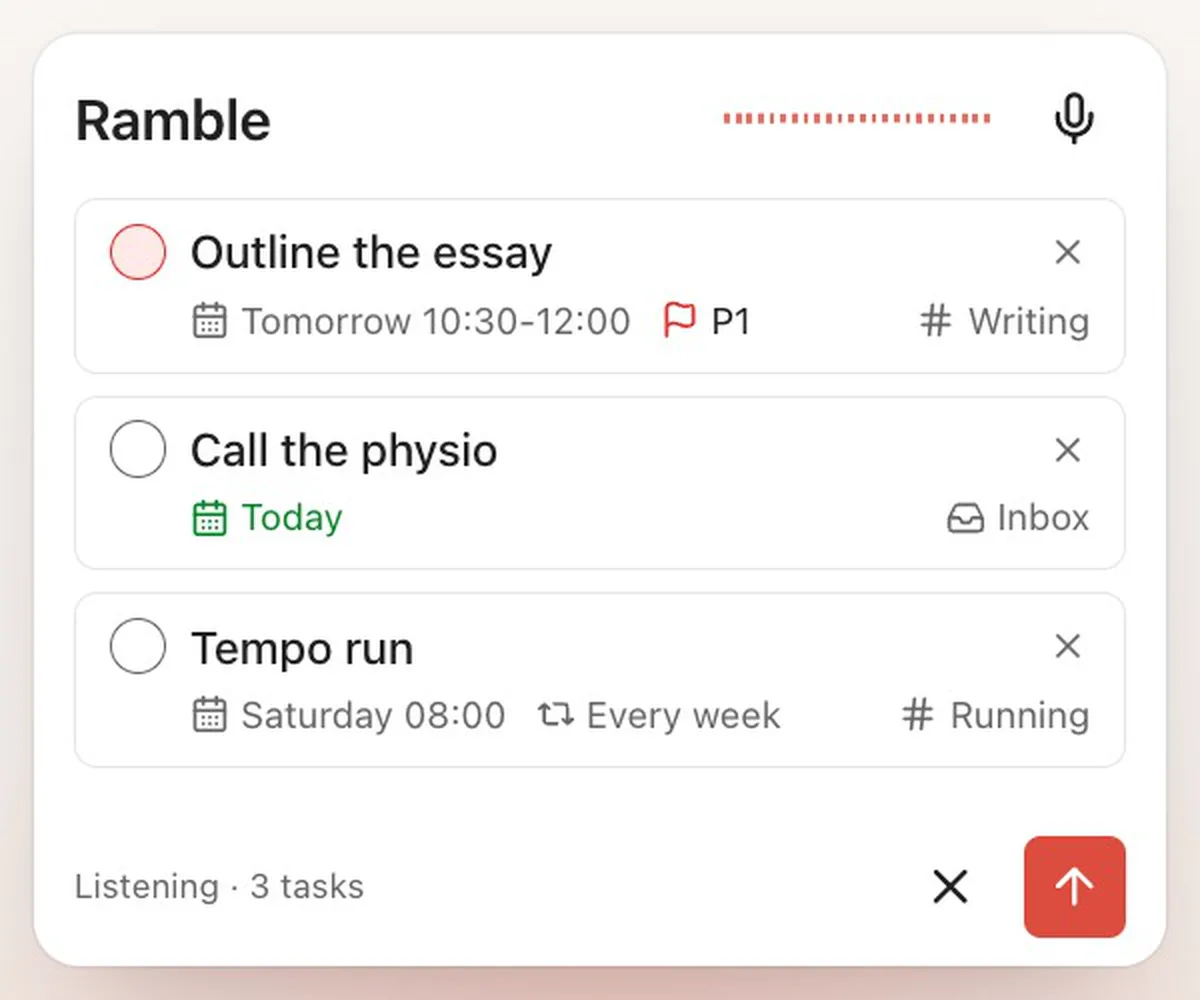 Ramble
Outline the essay
Tomorrow 10:30-12:00 P1 # Writing
Call the physio
Today Inbox
Tempo run
Saturday 08:00 Every week # Running
Listening · 3 tasks